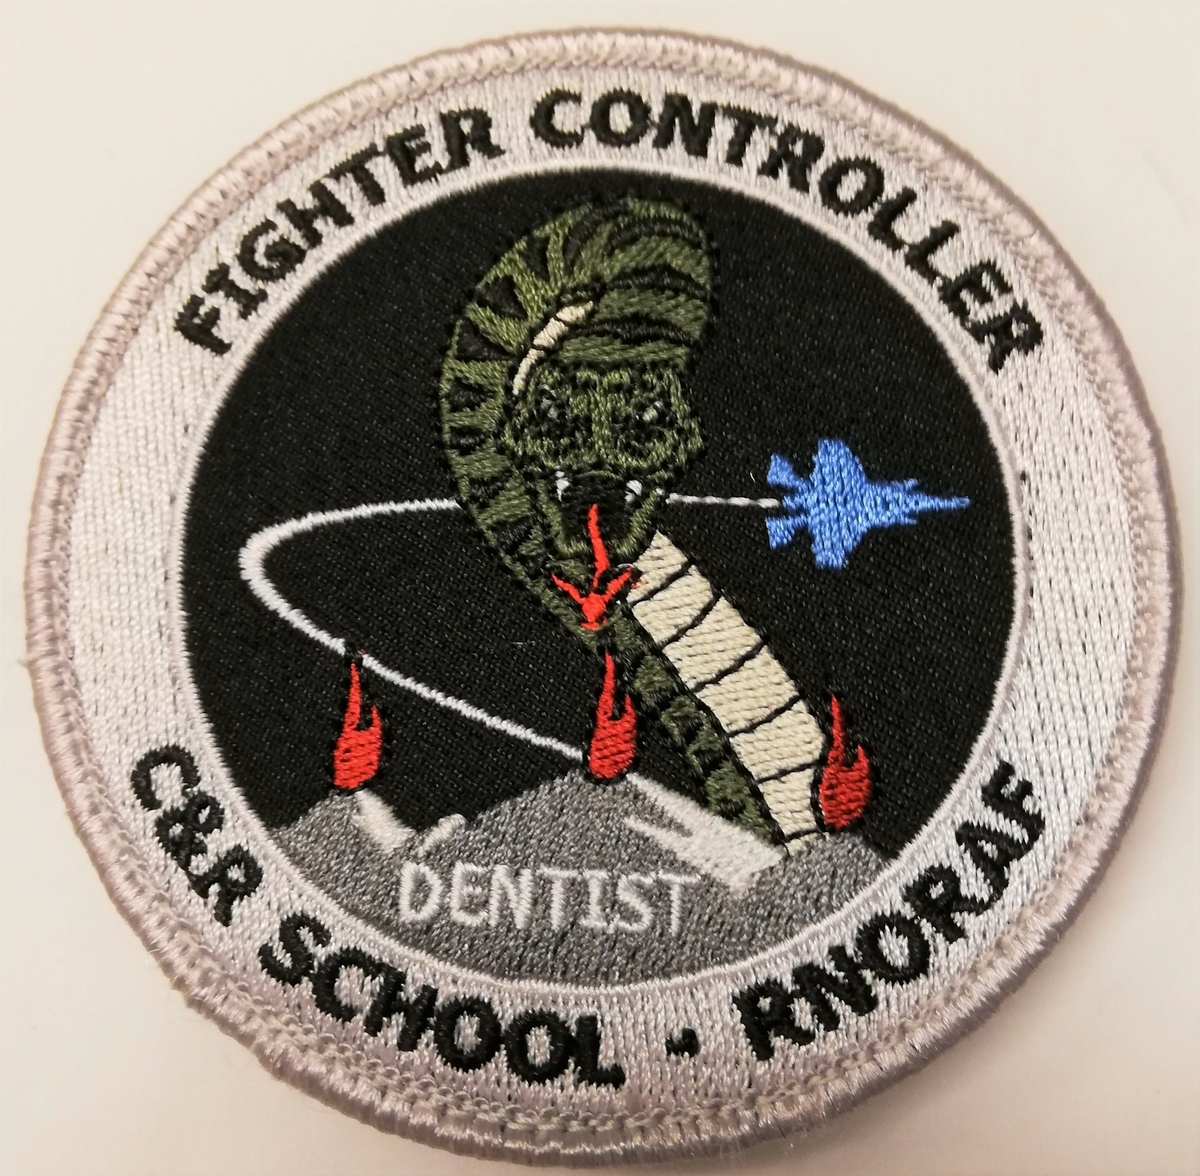 FIGHTER CONTROLLER
DENTIST
C&R SCHOOL · RNORAF